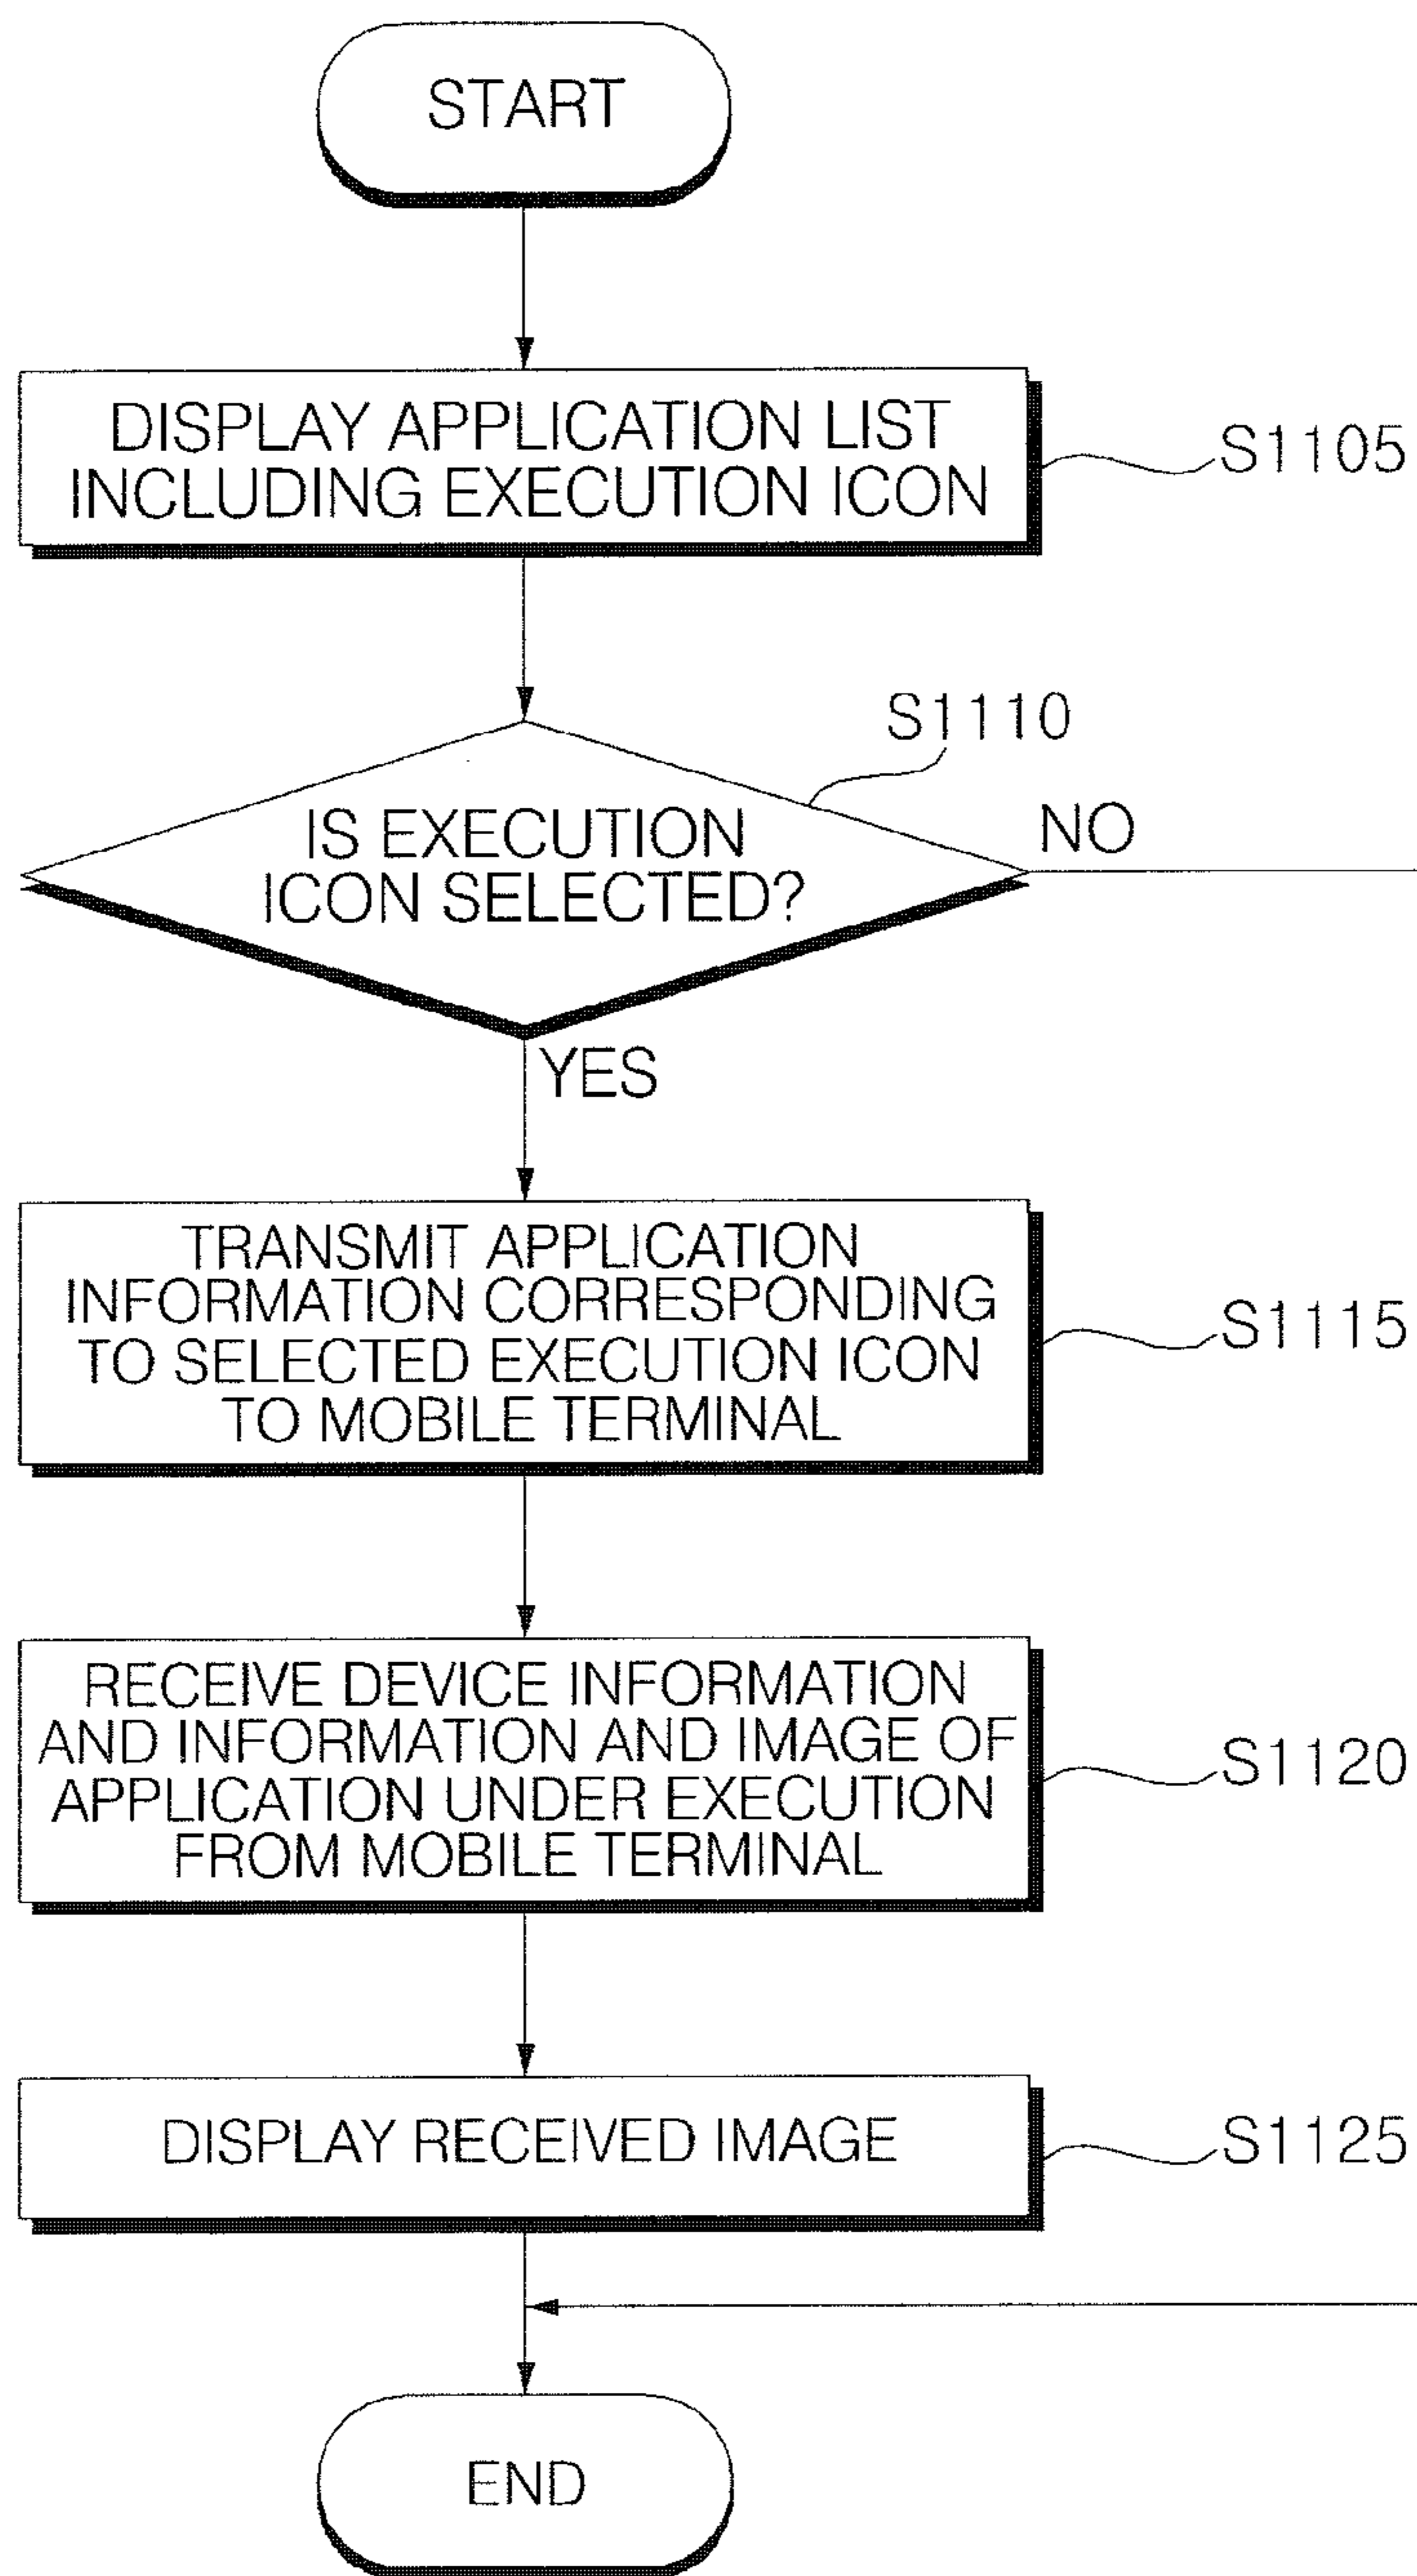 START
DISPLAY APPLICATION LIST
INCLUDING EXECUTION ICON
S1105
S1110
IS EXECUTION
ICON SELECTED?
NO
YES
TRANSMIT APPLICATION
INFORMATION CORRESPONDING
TO SELECTED EXECUTION ICON
TO MOBILE TERMINAL
S1115
RECEIVE DEVICE INFORMATION
AND INFORMATION AND IMAGE OF
APPLICATION UNDER EXECUTION
FROM MOBILE TERMINAL
S1120
DISPLAY RECEIVED IMAGE
S1125
END